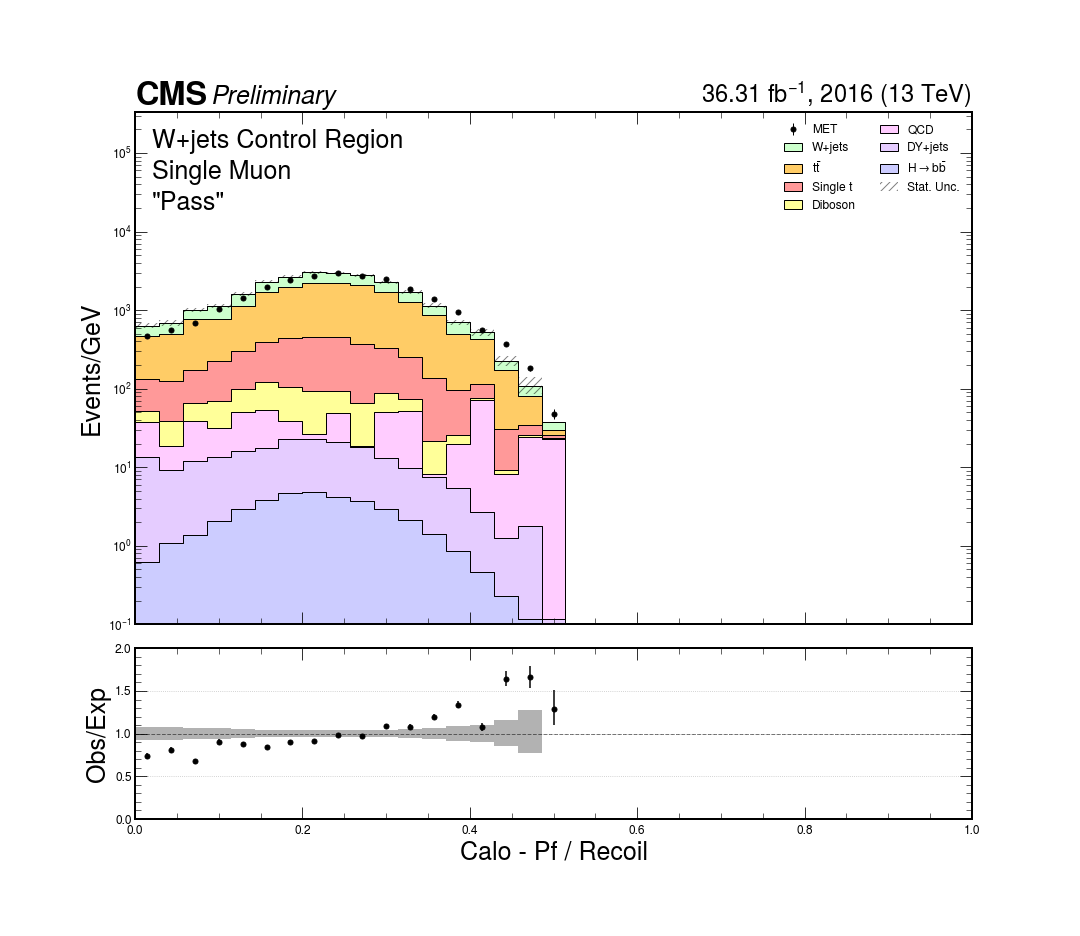 CMS Preliminary 36.31 fb⁻¹, 2016 (13 TeV)
W+jets Control Region
Single Muon
"Pass"
MET
W+jets
tt̄
Single t
Diboson
QCD
DY+jets
H→bb̄
Stat. Unc.
Events/GeV
10⁵
10⁴
10³
10²
10¹
10⁰
10⁻¹
Obs/Exp
2.0
1.5
1.0
0.5
0.0
0.0 0.2 0.4 0.6 0.8 1.0
Calo - Pf / Recoil